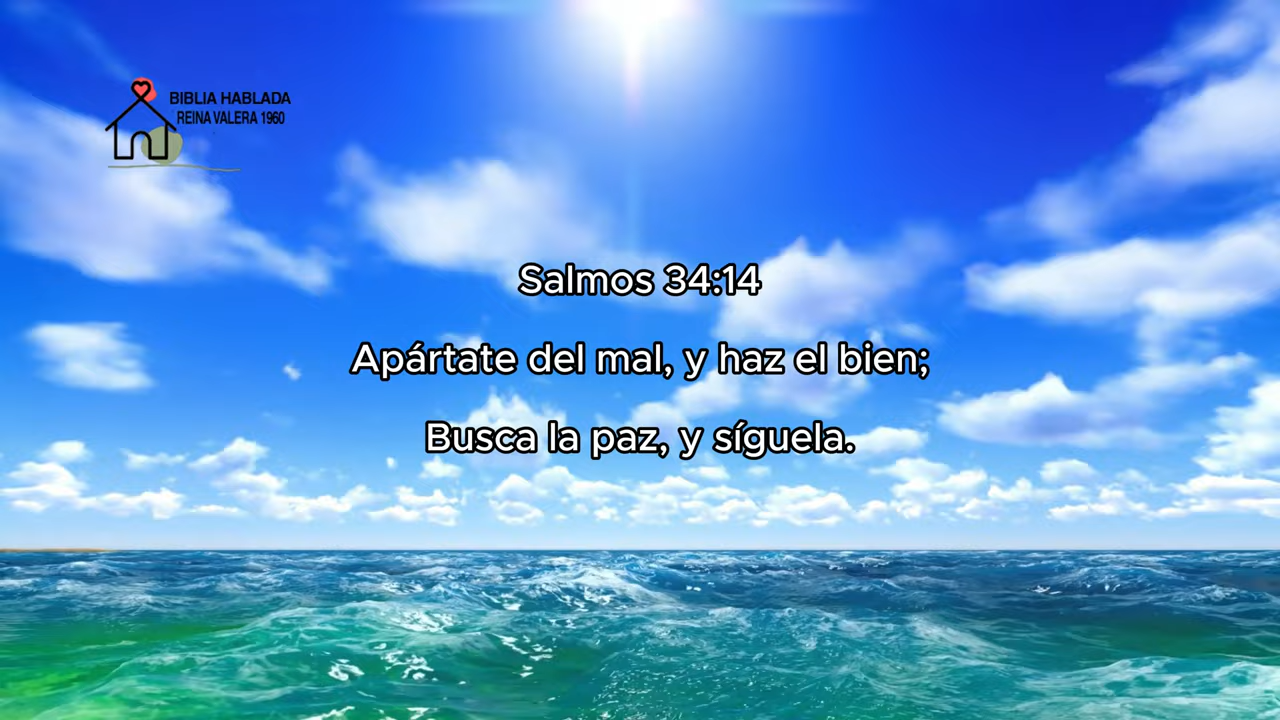 BIBLIA HABLADA
REINA VALERA 1960
Salmos 34:14
Apártate del mal, y haz el bien;
Busca la paz, y síguela.